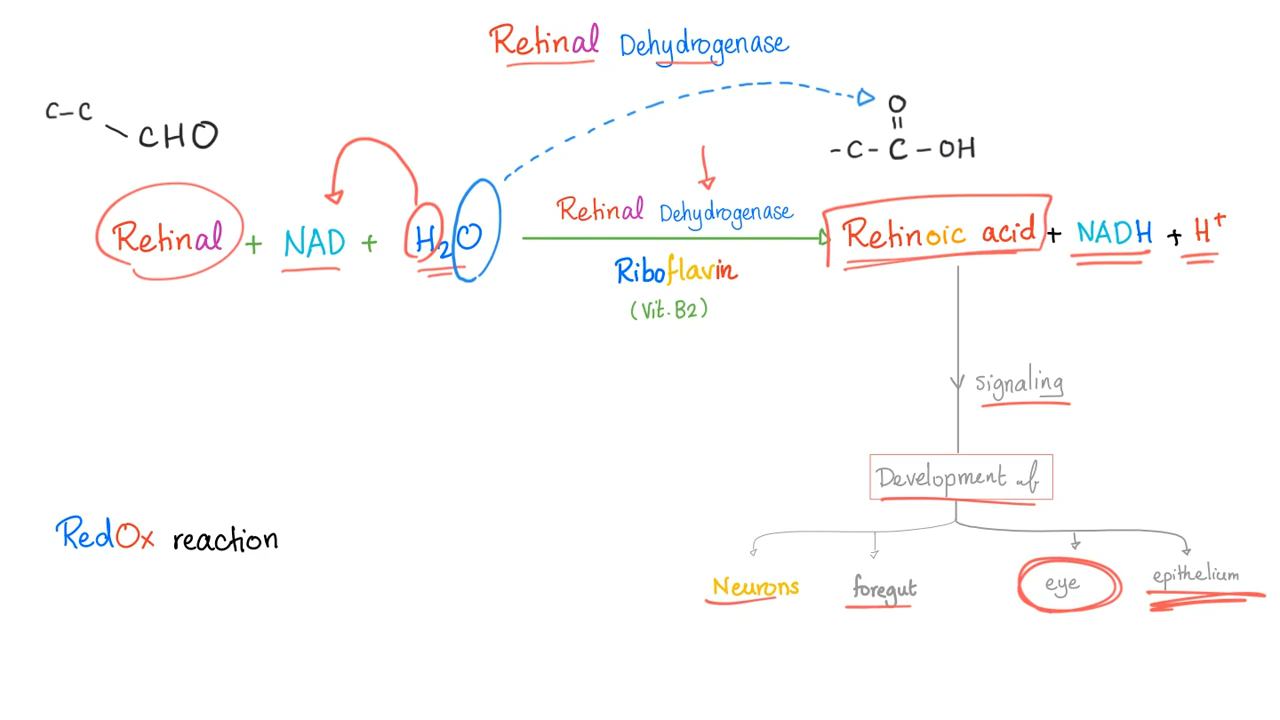 Retinal Dehydrogenase
C-C
CHO
O
-C-C-OH
Retinal + NAD + H2O
Retinal Dehydrogenase
Riboflavin
(Vit. B2)
Retinoic acid + NADH + H+
signaling
Development of
Neurons
foregut
eye
epithelium
RedOx reaction